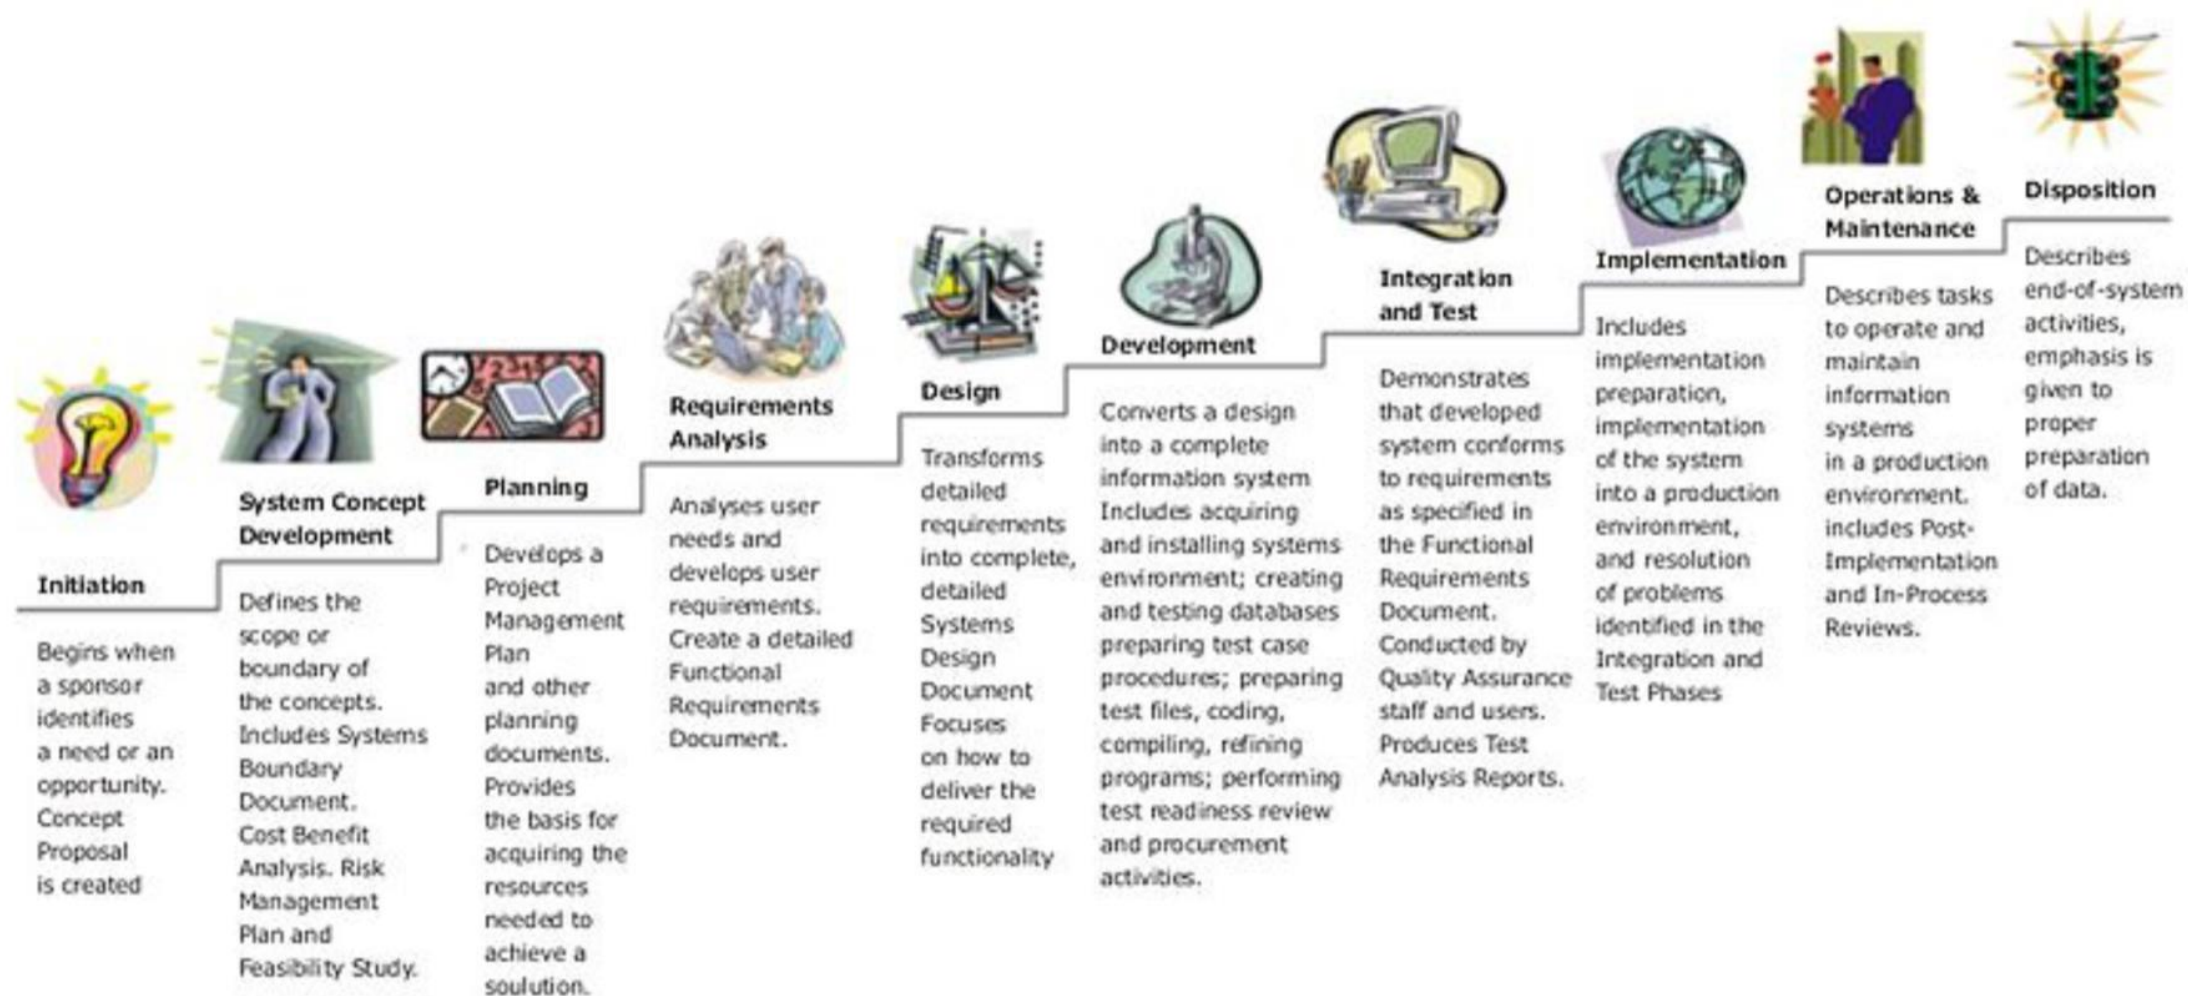 Initiation
Begins when
a sponsor
identifies
a need or an
opportunity.
Concept
Proposal
is created
System Concept
Development
Defines the
scope or
boundary of
the concepts.
Includes Systems
Boundary
Document.
Cost Benefit
Analysis. Risk
Management
Plan and
Feasibility Study.
Planning
Develops a
Project
Management
Plan
and other
planning
documents.
Provides
the basis for
acquiring the
resources
needed to
achieve a
soulution.
Requirements
Analysis
Analyses user
needs and
develops user
requirements.
Create a detailed
Functional
Requirements
Document.
Design
Transforms
detailed
requirements
into complete,
detailed
Systems
Design
Document
Focuses
on how to
deliver the
required
functionality
Development
Converts a design
into a complete
information system
Includes acquiring
and installing systems
environment; creating
and testing databases
preparing test case
procedures; preparing
test files, coding,
compiling, refining
programs; performing
test readiness review
and procurement
activities.
Integration
and Test
Demonstrates
that developed
system conforms
to requirements
as specified in
the Functional
Requirements
Document.
Conducted by
Quality Assurance
staff and users.
Produces Test
Analysis Reports.
Implementation
Includes
implementation
preparation,
implementation
of the system
into a production
environment,
and resolution
of problems
identified in the
Integration and
Test Phases
Operations &
Maintenance
Describes tasks
to operate and
maintain
information
systems
in a production
environment.
includes Post-
Implementation
and In-Process
Reviews.
Disposition
Describes
end-of-system
activities,
emphasis is
given to
proper
preparation
of data.